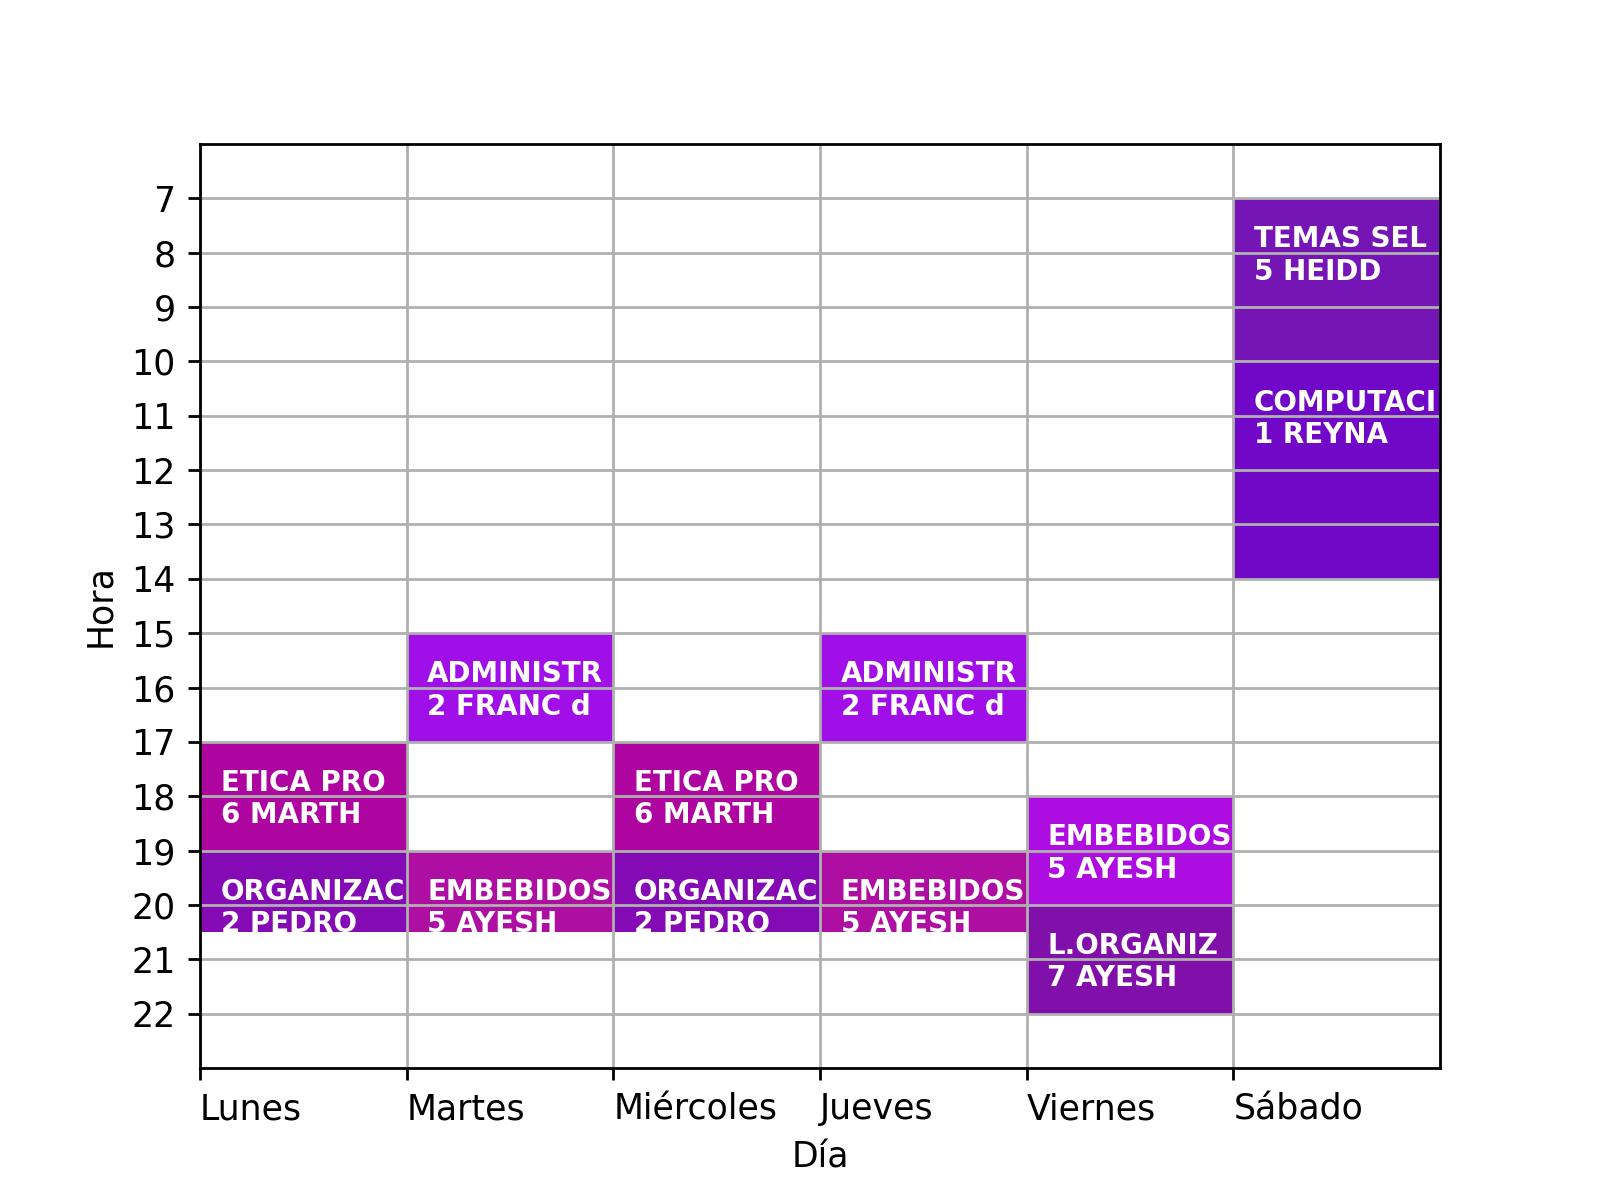 7
8
9
10
11
12
13
14
15
16
17
18
19
20
21
22
Hora
TEMAS SEL
5 HEIDD
COMPUTACI
1 REYNA
ADMINISTR
2 FRANC d
ADMINISTR
2 FRANC d
ETICA PRO
6 MARTH
ETICA PRO
6 MARTH
EMBEBIDOS
5 AYESH
ORGANIZAC
2 PEDRO
EMBEBIDOS
5 AYESH
ORGANIZAC
2 PEDRO
EMBEBIDOS
5 AYESH
L.ORGANIZ
7 AYESH
Lunes
Martes
Miércoles
Jueves
Viernes
Sábado
Día